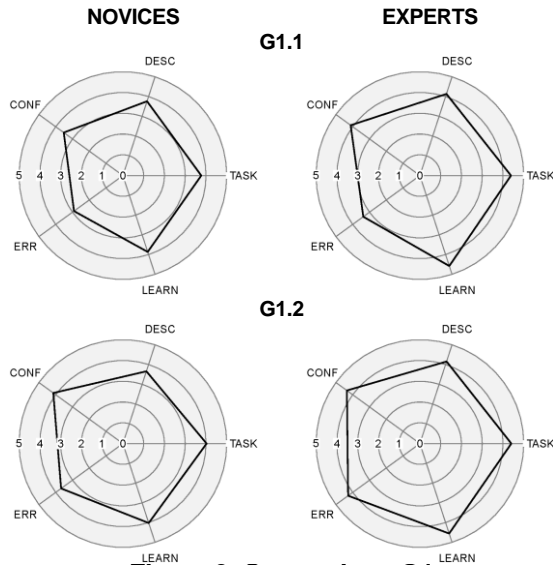 NOVICES EXPERTS
G1.1
DESC DESC
CONF CONF
5 4 3 2 1 0 TASK 5 4 3 2 1 0 TASK
ERR ERR
LEARN LEARN
G1.2
DESC DESC
CONF CONF
5 4 3 2 1 0 TASK 5 4 3 2 1 0 TASK
ERR ERR
LEARN LEARN